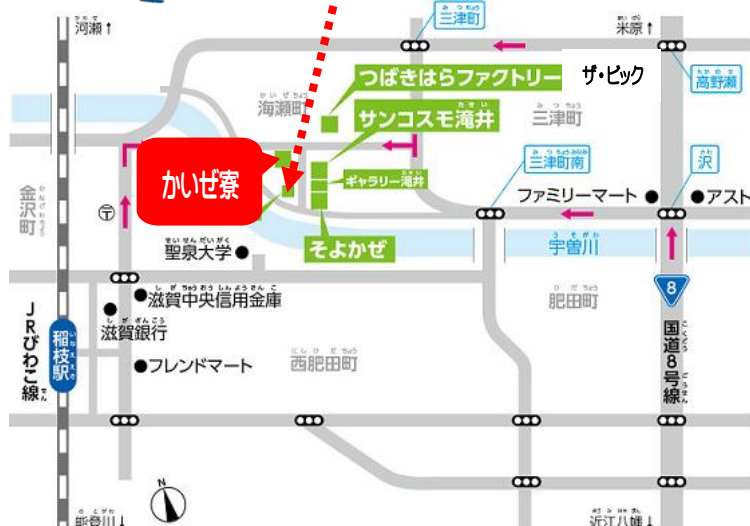 河瀬↑
三津町
米原↑
つばきはらファクトリー
ザ・ビック
高野瀬
海瀬町
サンコスモ滝井
三津町
かいぜ寮
ギャラリー滝井
三津町南
沢
金沢町
〒
ファミリーマート
アスト
聖泉大学
そよかぜ
宇曽川
8
滋賀中央信用金庫
肥田町
滋賀銀行
JRびわこ線
稲枝駅
国道8号線
フレンドマート
西肥田町
N
能登川↓
近江八幡↓